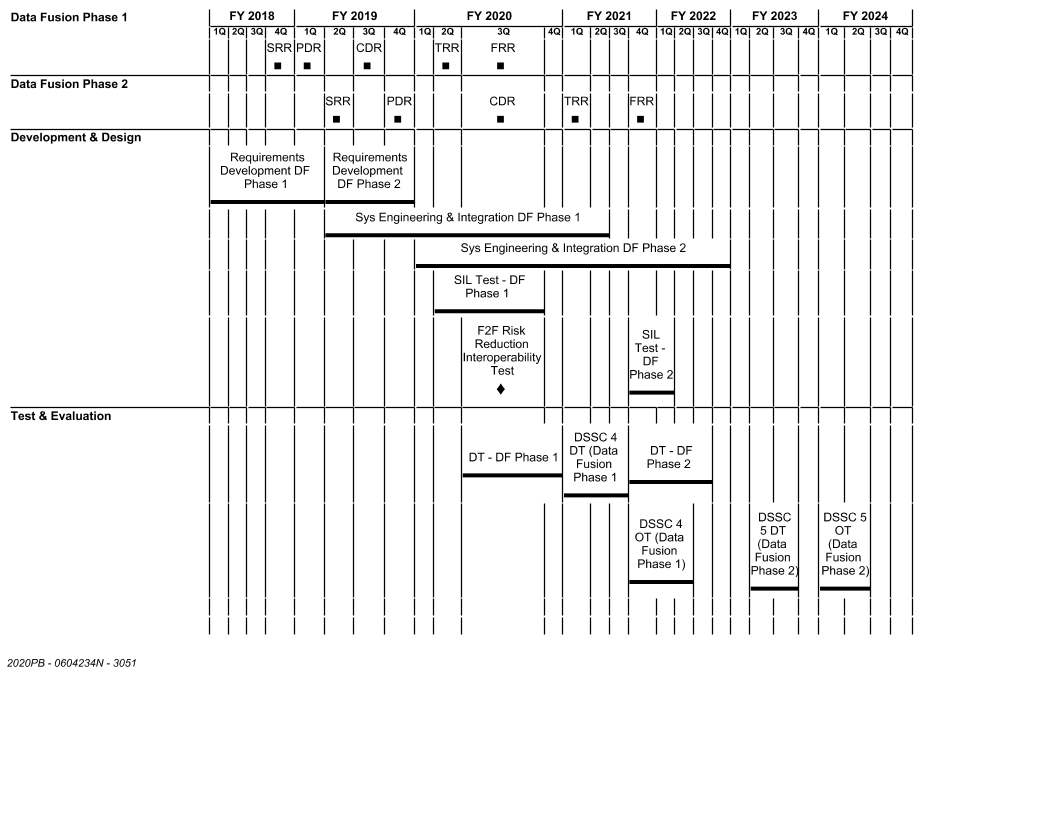 Data Fusion Phase 1
FY 2018 FY 2019 FY 2020 FY 2021 FY 2022 FY 2023 FY 2024
1Q 2Q 3Q 4Q 1Q 2Q 3Q 4Q 1Q 2Q 3Q 4Q 1Q 2Q 3Q 4Q 1Q 2Q 3Q 4Q 1Q 2Q 3Q 4Q 1Q 2Q 3Q 4Q
SRR PDR CDR TRR FRR
Data Fusion Phase 2
SRR PDR CDR TRR FRR
Development & Design
Requirements
Development DF
Phase 1
Requirements
Development
DF Phase 2
Sys Engineering & Integration DF Phase 1
Sys Engineering & Integration DF Phase 2
SIL Test - DF
Phase 1
F2F Risk
Reduction
Interoperability
Test
SIL
Test -
DF
Phase 2
Test & Evaluation
DT - DF Phase 1
DSSC 4
DT (Data
Fusion
Phase 1
DT - DF
Phase 2
DSSC 4
OT (Data
Fusion
Phase 1)
DSSC
5 DT
(Data
Fusion
Phase 2)
DSSC 5
OT
(Data
Fusion
Phase 2)
2020PB - 0604234N - 3051